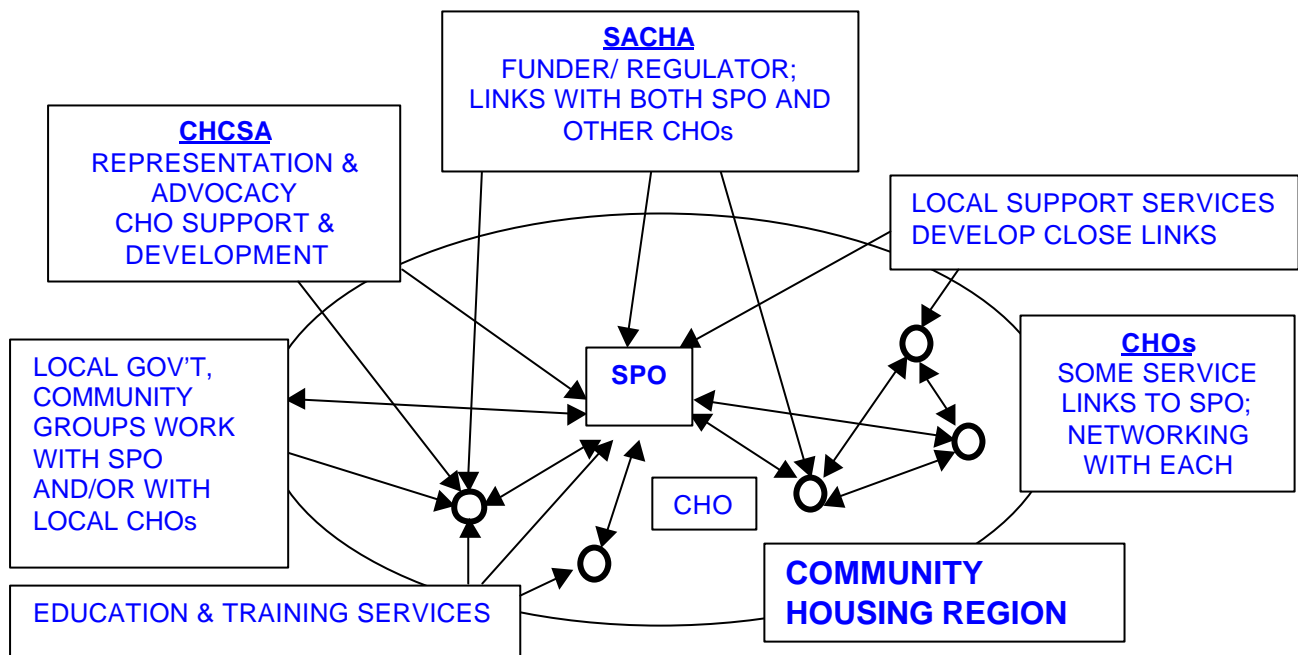 SACHA
FUNDER/ REGULATOR;
LINKS WITH BOTH SPO AND
OTHER CHOs
CHCSA
REPRESENTATION &
ADVOCACY
CHO SUPPORT &
DEVELOPMENT
LOCAL SUPPORT SERVICES
DEVELOP CLOSE LINKS
LOCAL GOV'T,
COMMUNITY
GROUPS WORK
WITH SPO
AND/OR WITH
LOCAL CHOs
SPO
CHOs
SOME SERVICE
LINKS TO SPO;
NETWORKING
WITH EACH
CHO
COMMUNITY
HOUSING REGION
EDUCATION & TRAINING SERVICES